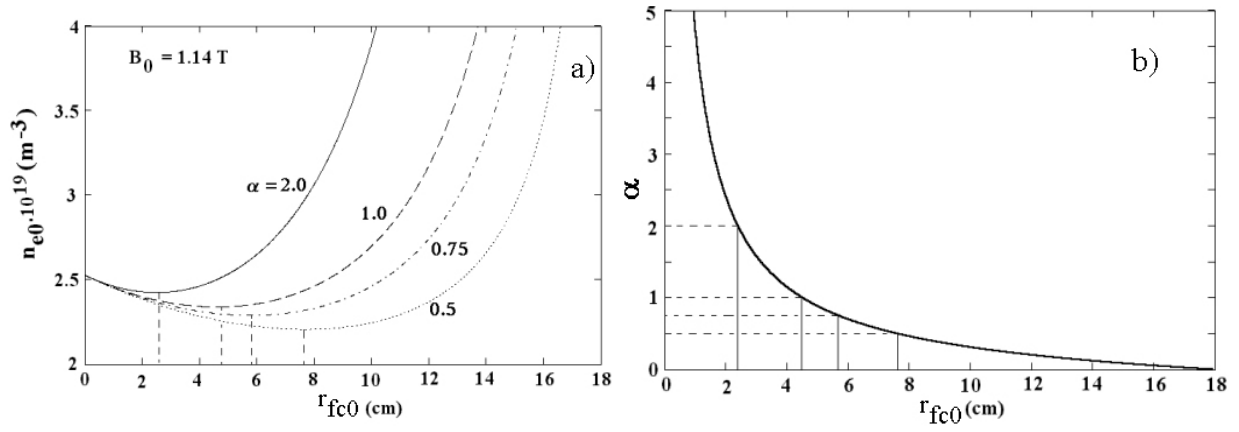 B0 = 1.14 T
a)
ne0·10^19 (m^-3)
4
3.5
3
2.5
2
α = 2.0
1.0
0.75
0.5
0 2 4 6 8 10 12 14 16 18
rfc0 (cm)
b)
α
5
4
3
2
1
0
0 2 4 6 8 10 12 14 16 18
rfc0 (cm)